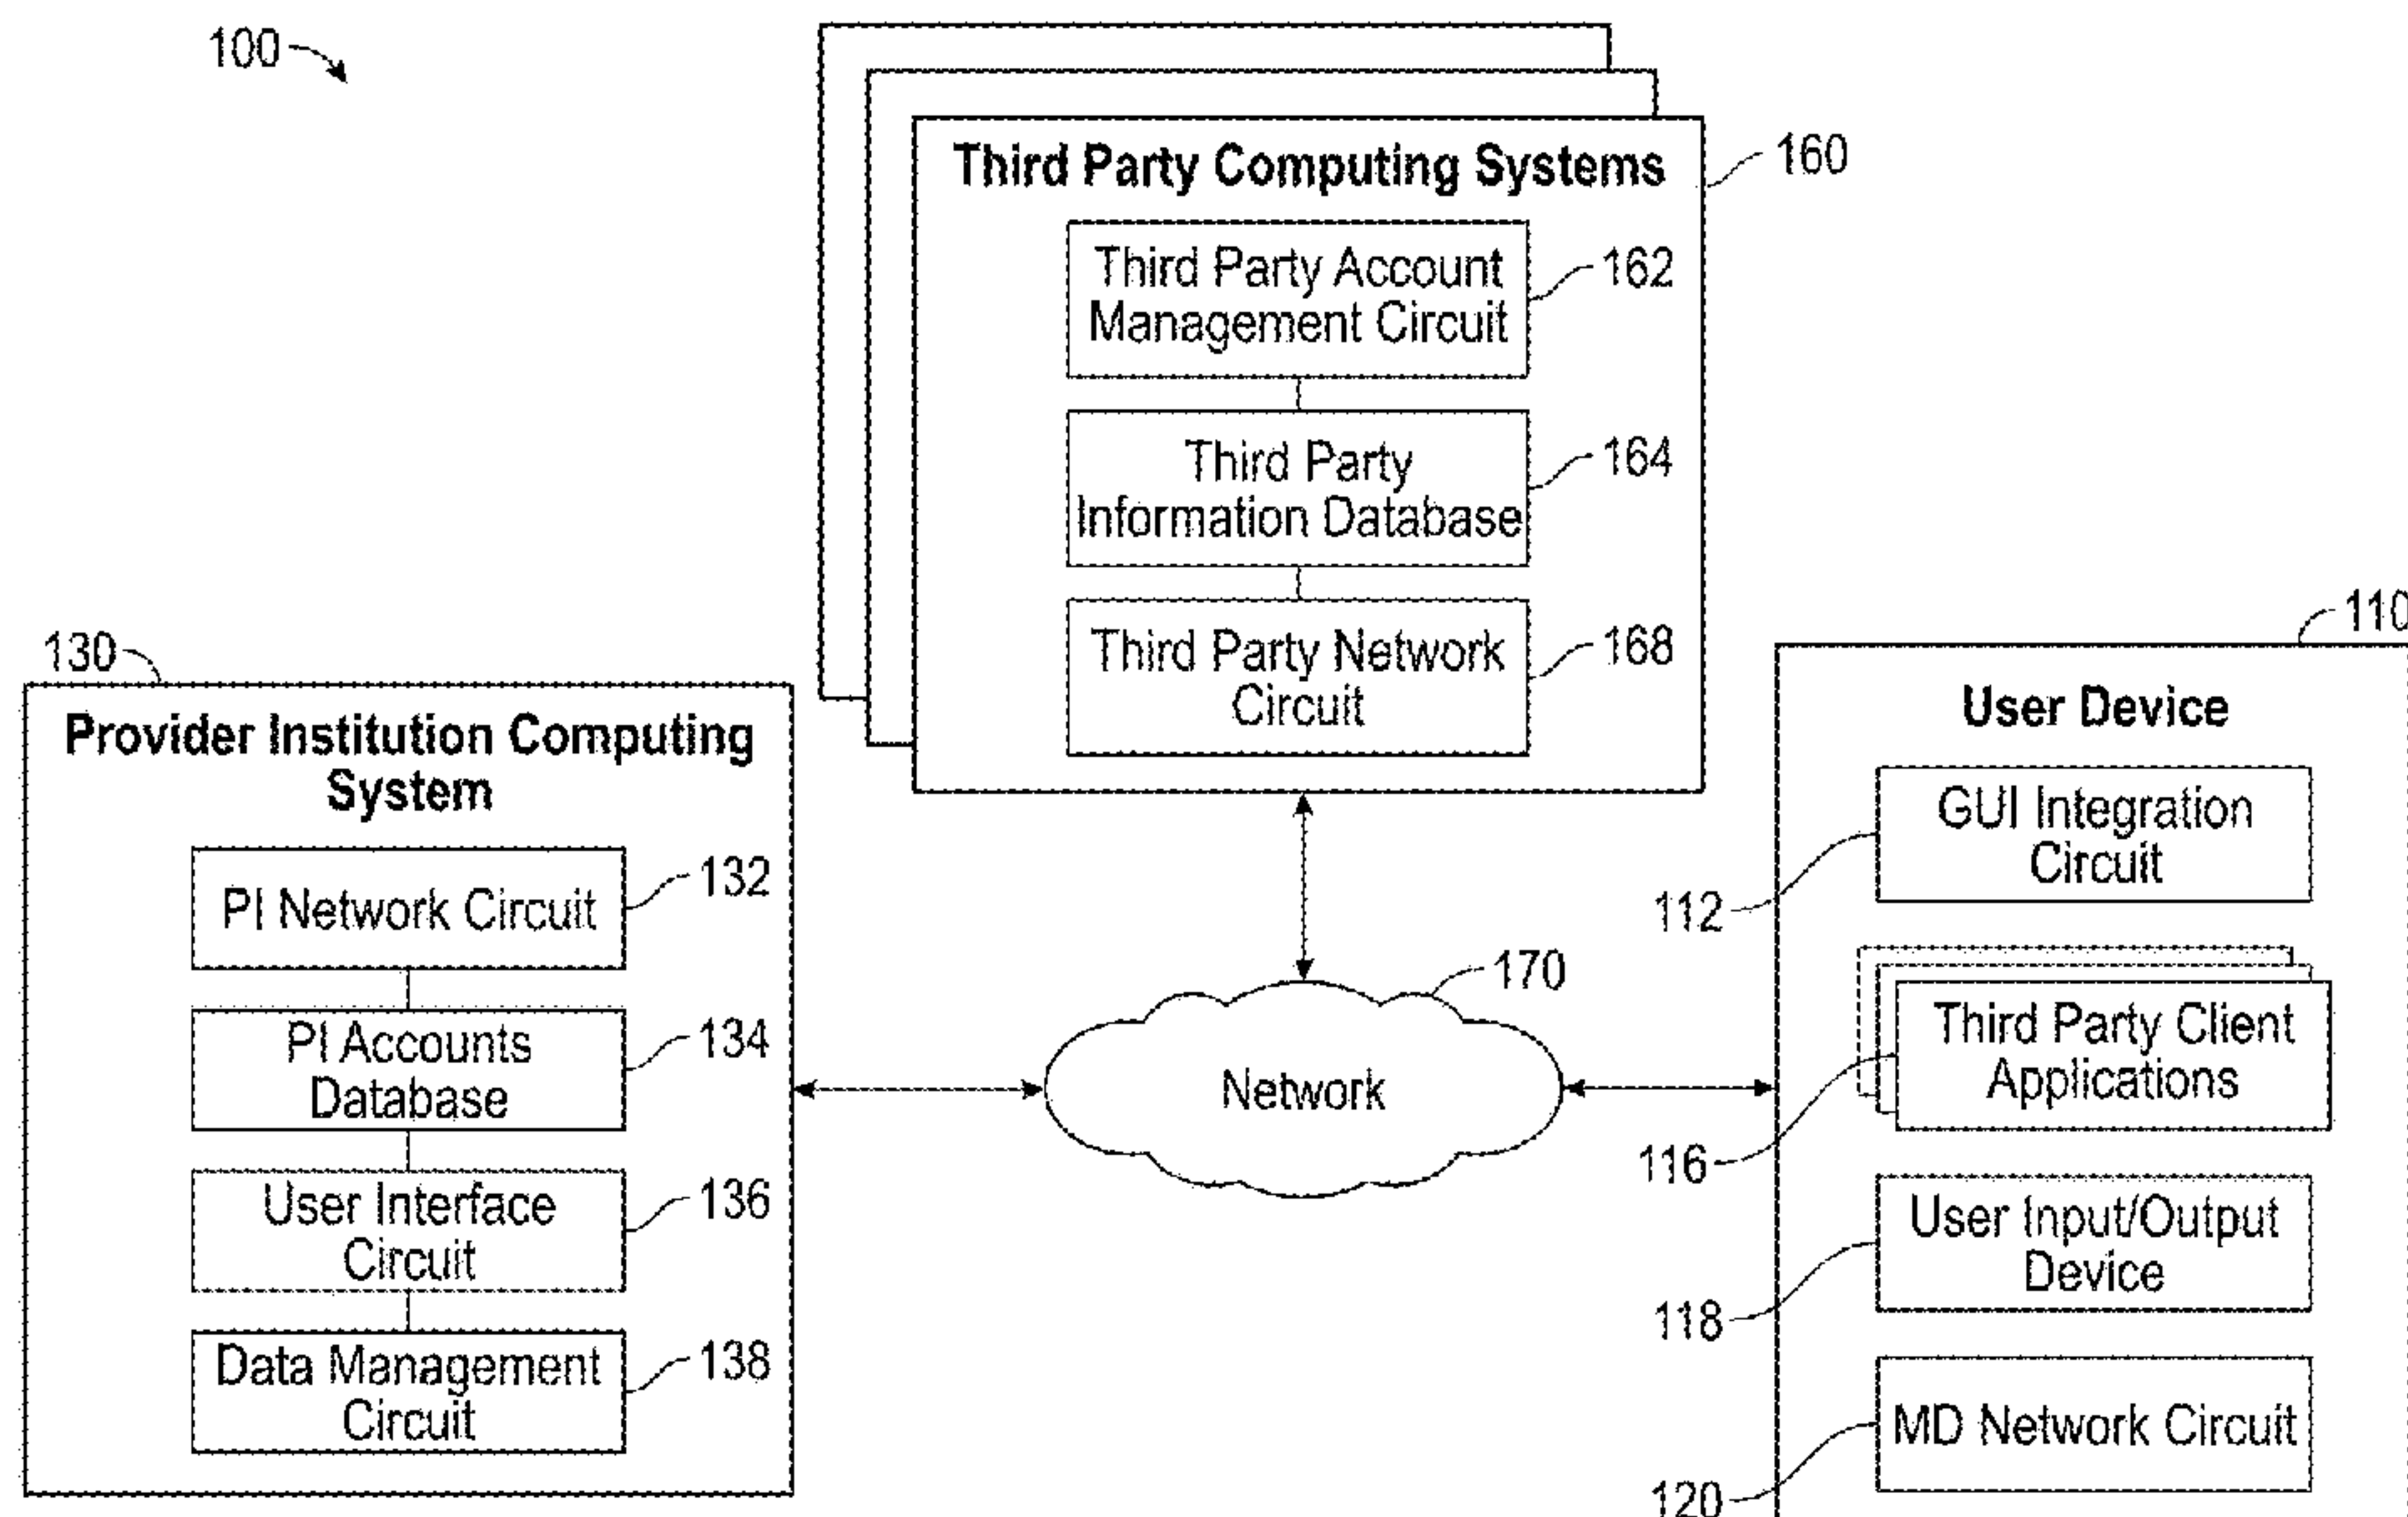 100
Third Party Computing Systems
160
Third Party Account
Management Circuit
162
Third Party
Information Database
164
Third Party Network
Circuit
168
130
Provider Institution Computing
System
PI Network Circuit
132
PI Accounts
Database
134
User Interface
Circuit
136
Data Management
Circuit
138
170
Network
110
User Device
GUI Integration
Circuit
112
Third Party Client
Applications
116
User Input/Output
Device
118
MD Network Circuit
120